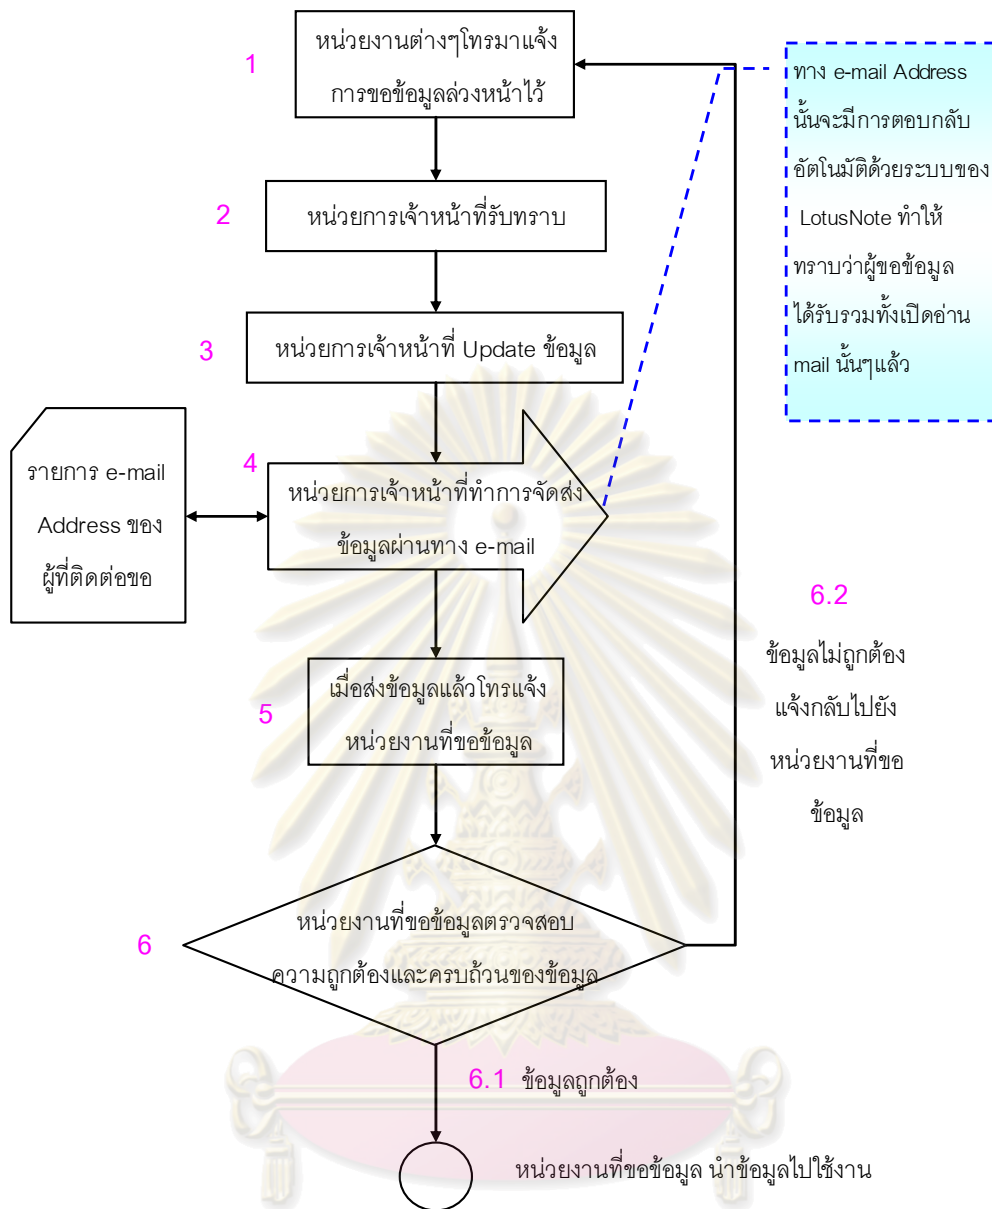 1
หน่วยงานต่างๆโทรมาแจ้ง
การขอข้อมูลล่วงหน้าไว้
ทาง e-mail Address
นั้นจะมีการตอบกลับ
อัตโนมัติด้วยระบบของ
LotusNote ทำให้
ทราบว่าผู้ขอข้อมูล
ได้รับรวมทั้งเปิดอ่าน
mail นั้นๆแล้ว
2
หน่วยการเจ้าหน้าที่รับทราบ
3
หน่วยการเจ้าหน้าที่ Update ข้อมูล
รายการ e-mail
Address ของ
ผู้ที่ติดต่อขอ
4
หน่วยการเจ้าหน้าที่ทำการจัดส่ง
ข้อมูลผ่านทาง e-mail
5
เมื่อส่งข้อมูลแล้วโทรแจ้ง
หน่วยงานที่ขอข้อมูล
6.2
ข้อมูลไม่ถูกต้อง
แจ้งกลับไปยัง
หน่วยงานที่ขอ
ข้อมูล
6
หน่วยงานที่ขอข้อมูลตรวจสอบ
ความถูกต้องและครบถ้วนของข้อมูล
6.1 ข้อมูลถูกต้อง
หน่วยงานที่ขอข้อมูล นำข้อมูลไปใช้งาน